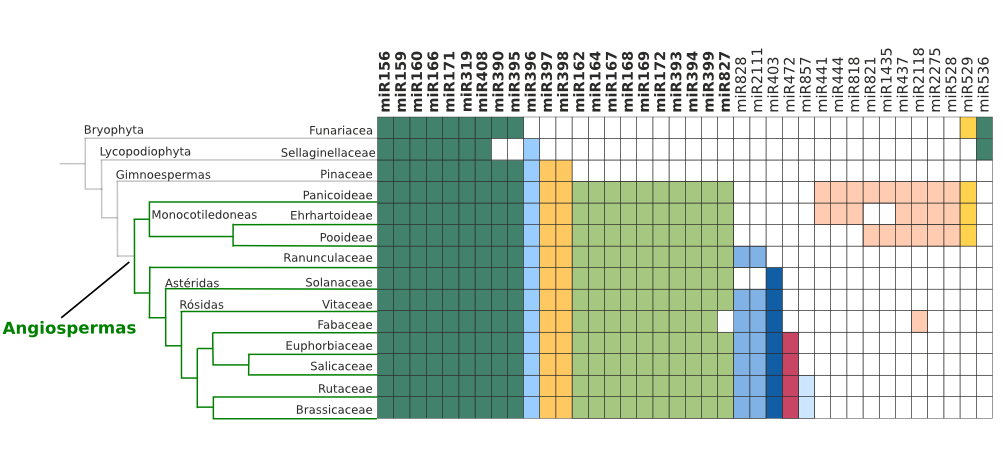 miR156
miR159
miR160
miR166
miR171
miR319
miR408
miR390
miR395
miR396
miR397
miR398
miR162
miR164
miR167
miR168
miR169
miR172
miR393
miR394
miR399
miR827
miR828
miR2111
miR403
miR472
miR857
miR441
miR444
miR818
miR821
miR1435
miR437
miR2118
miR2275
miR528
miR529
miR536
Bryophyta
Funariacea
Lycopodiophyta
Sellaginellaceae
Gimnoespermas
Pinaceae
Panicoideae
Monocotiledoneas
Ehrhartoideae
Pooideae
Ranunculaceae
Astéridas
Solanaceae
Rósidas
Vitaceae
Angiospermas
Fabaceae
Euphorbiaceae
Salicaceae
Rutaceae
Brassicaceae